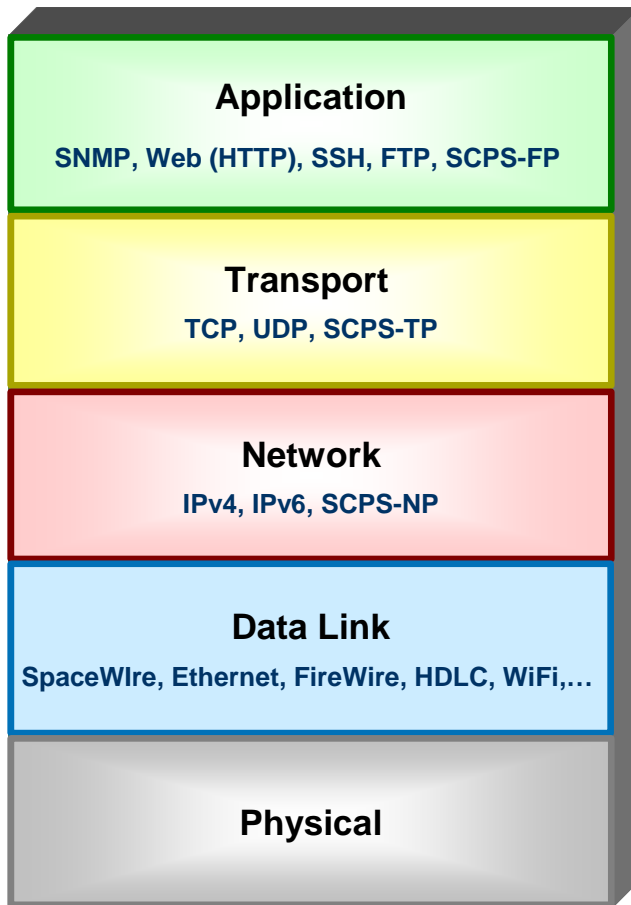 Application
SNMP, Web (HTTP), SSH, FTP, SCPS-FP
Transport
TCP, UDP, SCPS-TP
Network
IPv4, IPv6, SCPS-NP
Data Link
SpaceWIre, Ethernet, FireWire, HDLC, WiFi,…
Physical